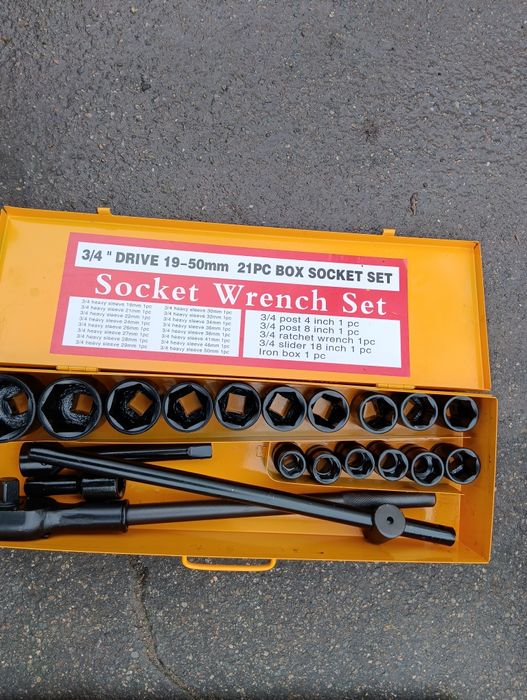 3/4 " DRIVE 19-50mm 21PC BOX SOCKET SET
Socket Wrench Set
3/4 heavy sleeve 19mm 1pc
3/4 heavy sleeve 21mm 1pc
3/4 heavy sleeve 22mm 1pc
3/4 heavy sleeve 24mm 1pc
3/4 heavy sleeve 26mm 1pc
3/4 heavy sleeve 27mm 1pc
3/4 heavy sleeve 28mm 1pc
3/4 heavy sleeve 29mm 1pc
3/4 heavy sleeve 30mm 1pc
3/4 heavy sleeve 32mm 1pc
3/4 heavy sleeve 34mm 1pc
3/4 heavy sleeve 36mm 1pc
3/4 heavy sleeve 38mm 1pc
3/4 heavy sleeve 41mm 1pc
3/4 heavy sleeve 46mm 1pc
3/4 heavy sleeve 50mm 1pc
3/4 post 4 inch 1 pc
3/4 post 8 inch 1 pc
3/4 ratchet wrench 1pc
3/4 slider 18 inch 1 pc
Iron box 1 pc